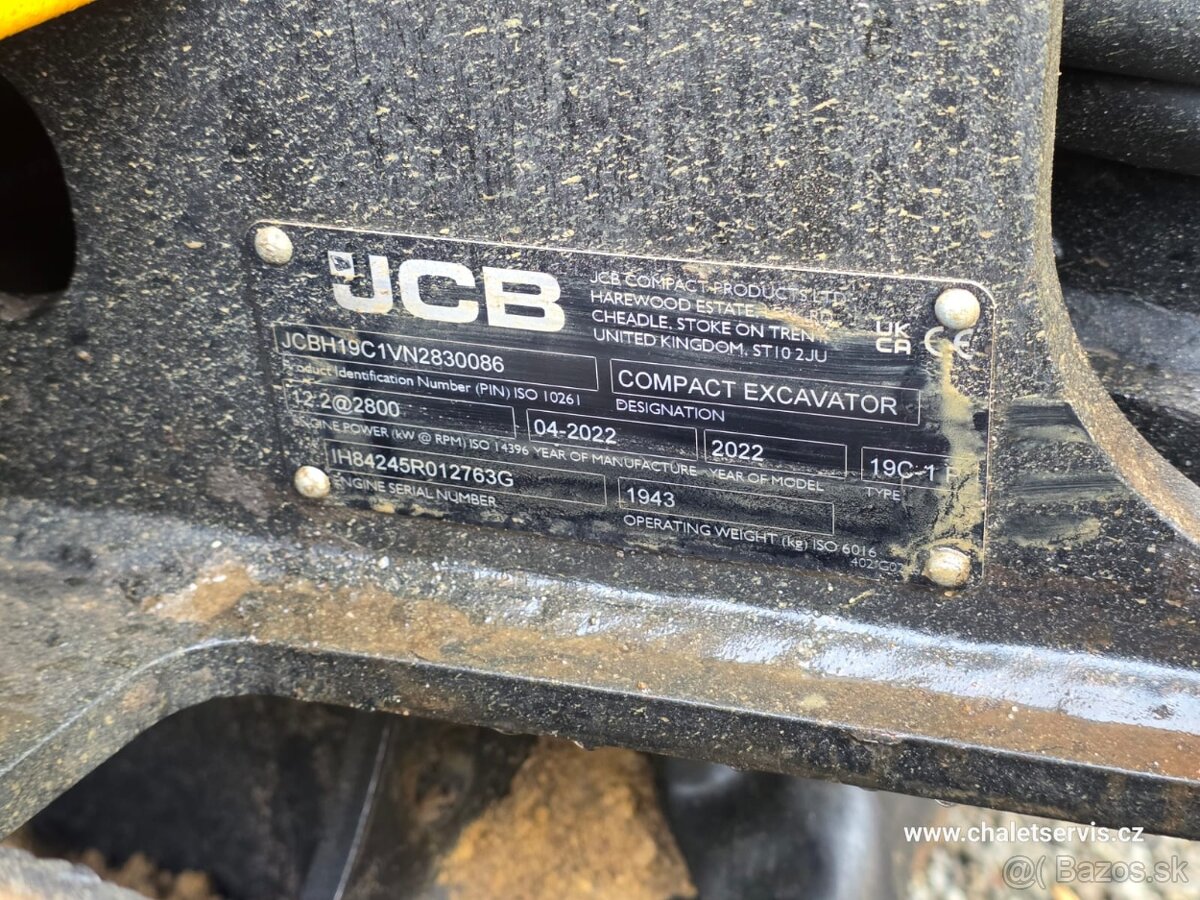 JCB
JCB COMPACT PRODUCTS LTD
HAREWOOD ESTATE, RD
CHEADLE, STOKE ON TRENT
UNITED KINGDOM, ST10 2JU
UK
CA
CE
JCBH19C1VN2830086
Product Identification Number (PIN) ISO 10261
COMPACT EXCAVATOR
DESIGNATION
12.2@2800
ENGINE POWER (kW @ RPM) ISO 14396
04-2022
YEAR OF MANUFACTURE
2022
YEAR OF MODEL
19C-1
TYPE
IH84245R012763G
ENGINE SERIAL NUMBER
1943
OPERATING WEIGHT (kg) ISO 6016
www.chaletservis.cz
@( Bazos.sk